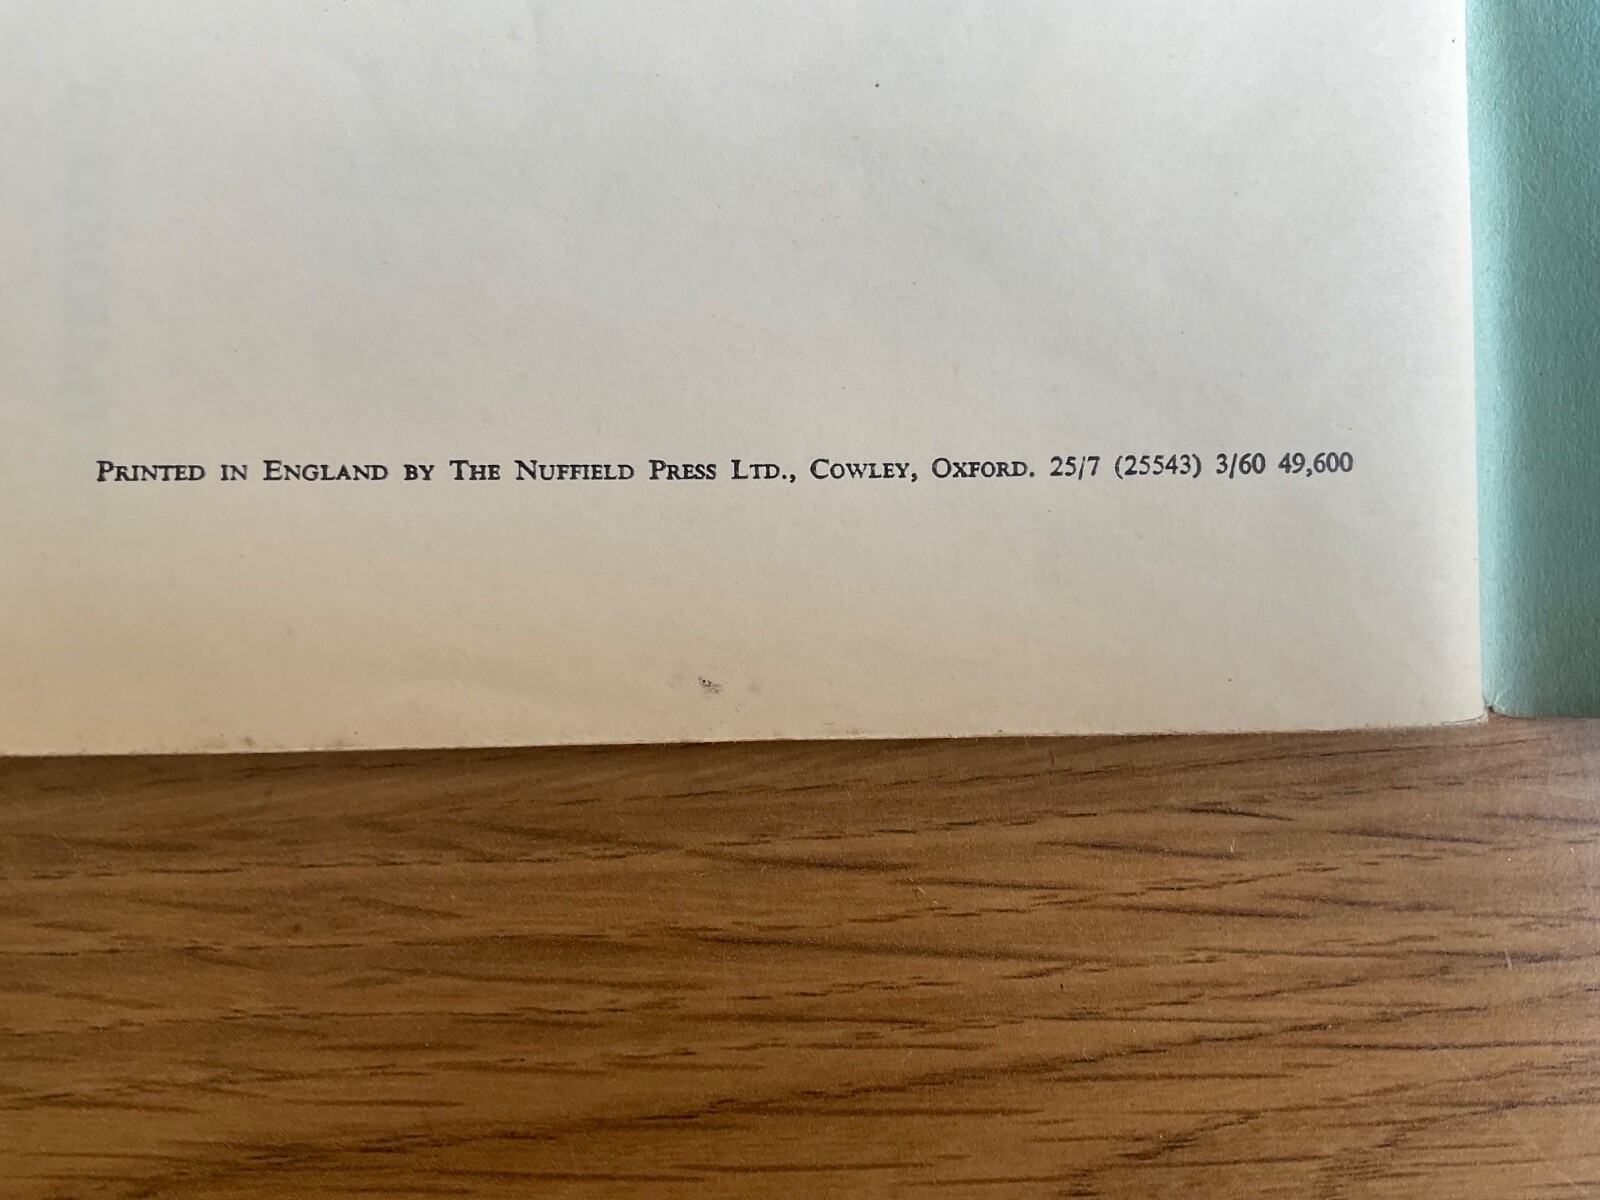 Printed in England by The Nuffield Press Ltd., Cowley, Oxford. 25/7 (25543) 3/60 49,600